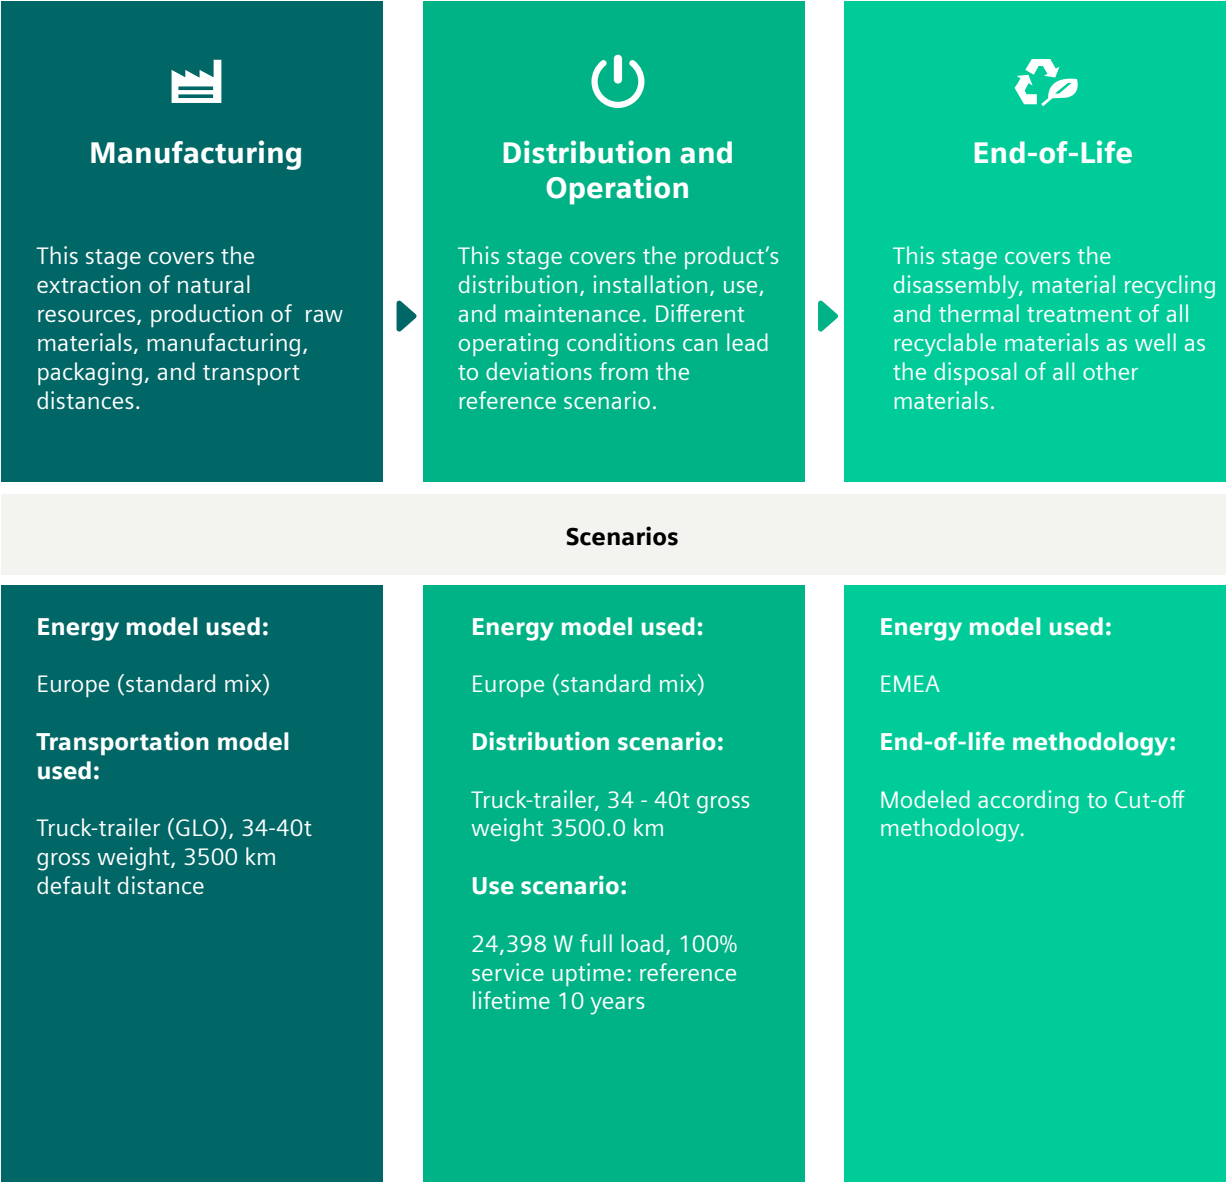 Manufacturing
This stage covers the
extraction of natural
resources, production of  raw
materials, manufacturing,
packaging, and transport
distances.
Distribution and
Operation
This stage covers the product’s
distribution, installation, use,
and maintenance. Different
operating conditions can lead
to deviations from the
reference scenario.
End-of-Life
This stage covers the
disassembly, material recycling
and thermal treatment of all
recyclable materials as well as
the disposal of all other
materials.
Scenarios
Energy model used:
Europe (standard mix)
Transportation model
used:
Truck-trailer (GLO), 34-40t
gross weight, 3500 km
default distance
Energy model used:
Europe (standard mix)
Distribution scenario:
Truck-trailer, 34 - 40t gross
weight 3500.0 km
Use scenario:
24,398 W full load, 100%
service uptime: reference
lifetime 10 years
Energy model used:
EMEA
End-of-life methodology:
Modeled according to Cut-off
methodology.